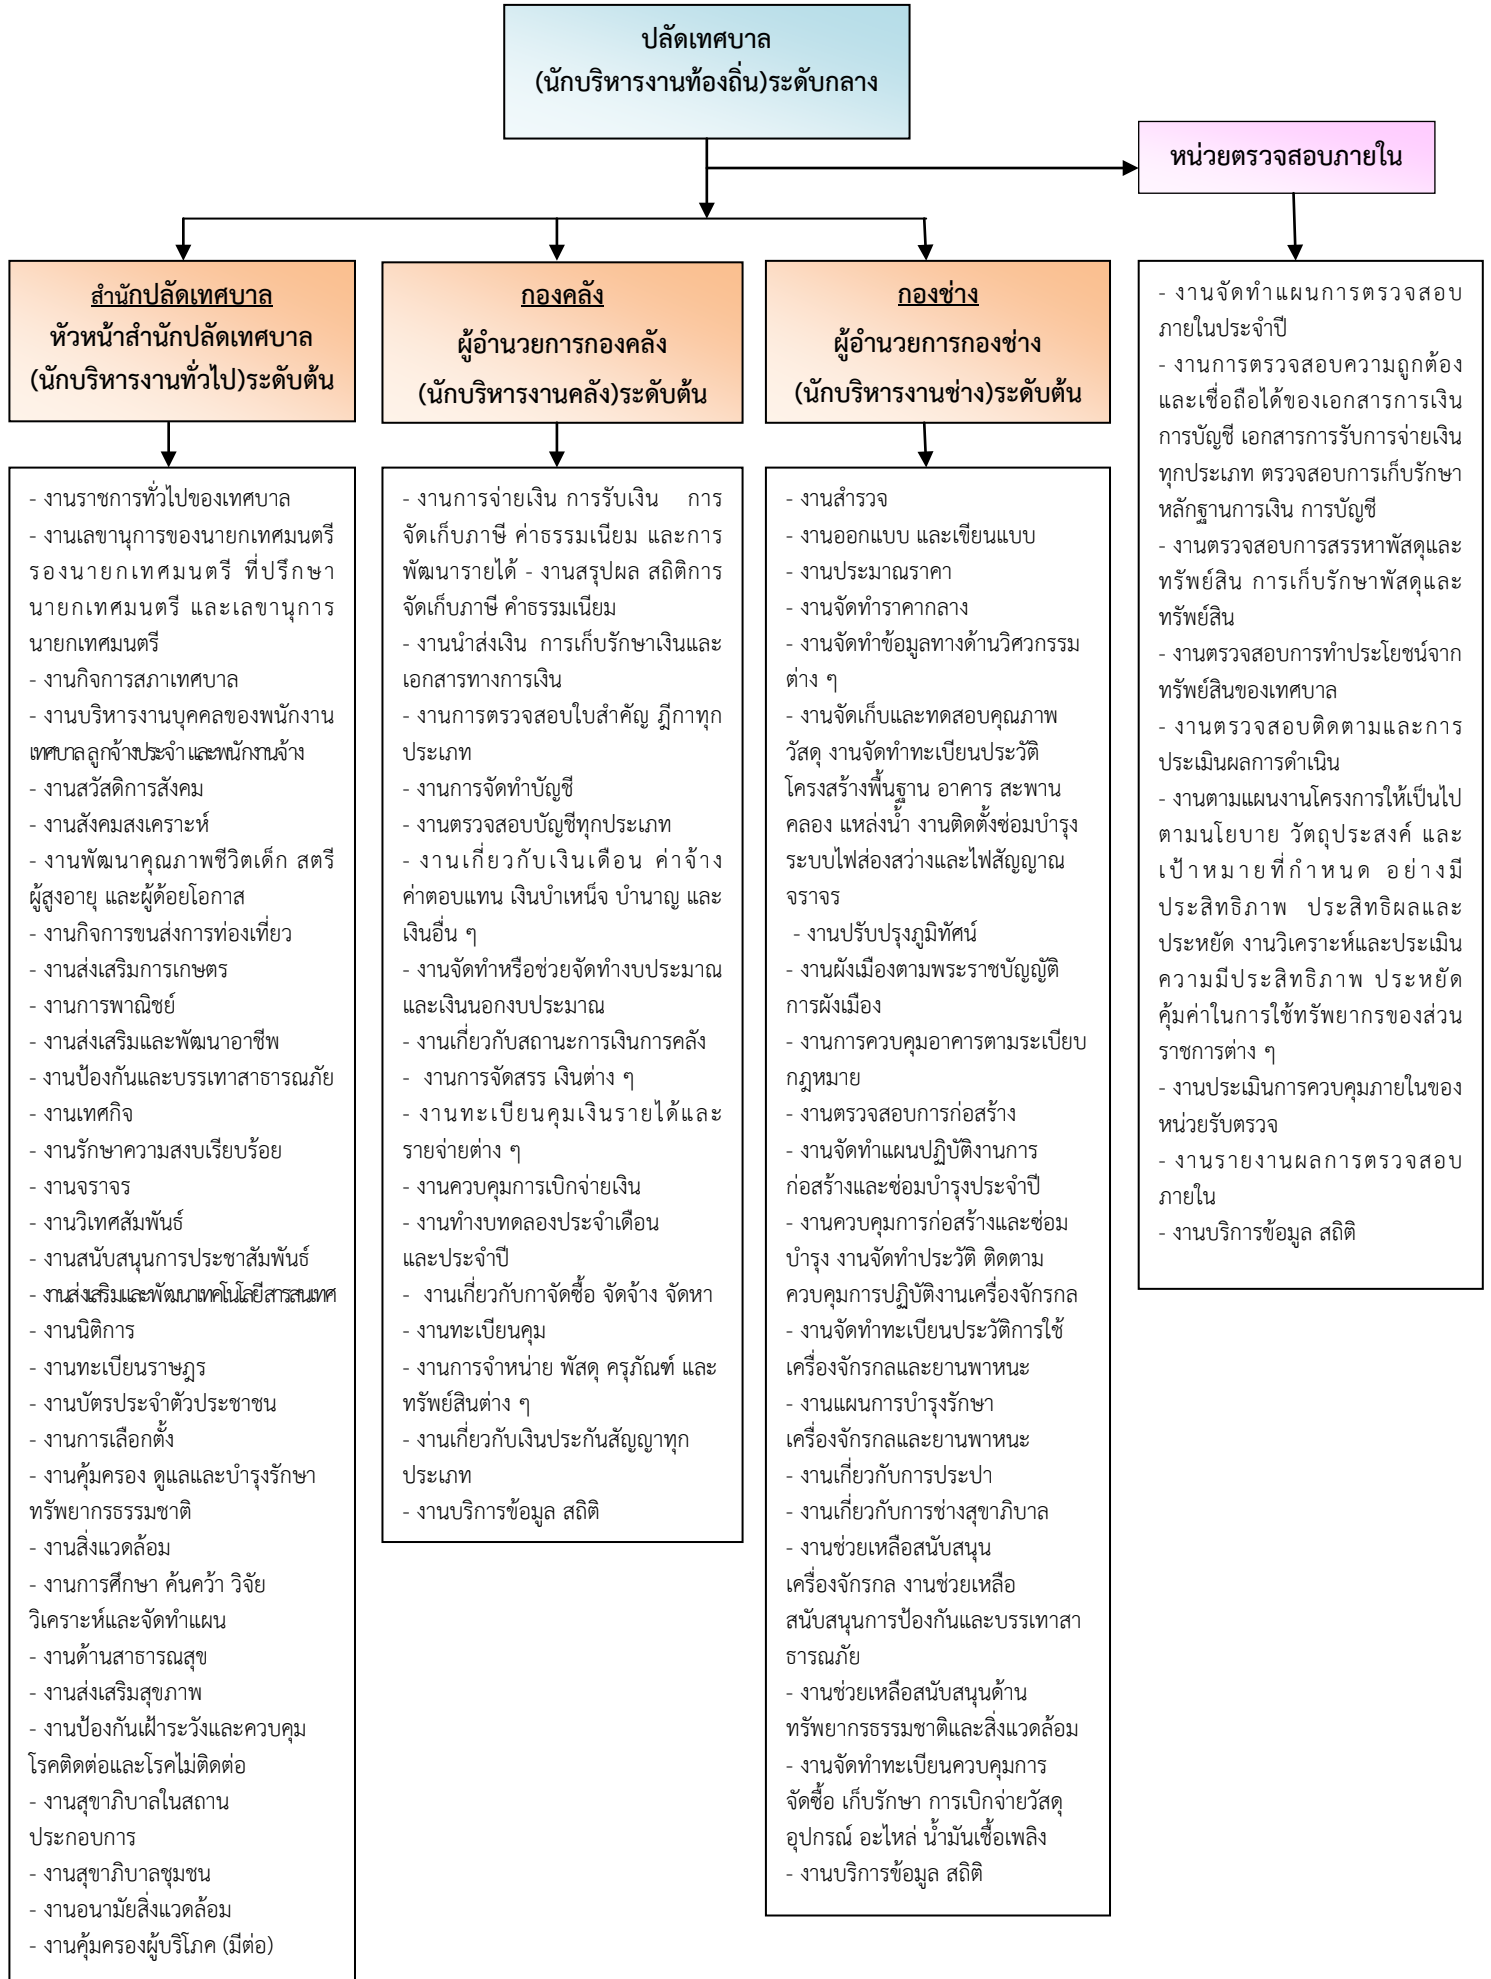 ปลัดเทศบาล
(นักบริหารงานท้องถิ่น)ระดับกลาง
หน่วยตรวจสอบภายใน
สำนักปลัดเทศบาล
หัวหน้าสำนักปลัดเทศบาล
(นักบริหารงานทั่วไป)ระดับต้น
กองคลัง
ผู้อำนวยการกองคลัง
(นักบริหารงานคลัง)ระดับต้น
กองช่าง
ผู้อำนวยการกองช่าง
(นักบริหารงานช่าง)ระดับต้น
- งานราชการทั่วไปของเทศบาล
- งานเลขานุการของนายกเทศมนตรี
รองนายกเทศมนตรี ที่ปรึกษา
นายกเทศมนตรี และเลขานุการ
นายกเทศมนตรี
- งานกิจการสภาเทศบาล
- งานบริหารงานบุคคลของพนักงาน
เทศบาล ลูกจ้างประจำ และพนักงานจ้าง
- งานสวัสดิการสังคม
- งานสังคมสงเคราะห์
- งานพัฒนาคุณภาพชีวิตเด็ก สตรี
ผู้สูงอายุ และผู้ด้อยโอกาส
- งานกิจการขนส่งการท่องเที่ยว
- งานส่งเสริมการเกษตร
- งานการพาณิชย์
- งานส่งเสริมและพัฒนาอาชีพ
- งานป้องกันและบรรเทาสาธารณภัย
- งานเทศกิจ
- งานรักษาความสงบเรียบร้อย
- งานจราจร
- งานวิเทศสัมพันธ์
- งานสนับสนุนการประชาสัมพันธ์
- งานส่งเสริมและพัฒนาเทคโนโลยีสารสนเทศ
- งานนิติการ
- งานทะเบียนราษฎร
- งานบัตรประจำตัวประชาชน
- งานการเลือกตั้ง
- งานคุ้มครอง ดูแลและบำรุงรักษา
ทรัพยากรธรรมชาติ
- งานสิ่งแวดล้อม
- งานการศึกษา ค้นคว้า วิจัย
วิเคราะห์และจัดทำแผน
- งานด้านสาธารณสุข
- งานส่งเสริมสุขภาพ
- งานป้องกันเฝ้าระวังและควบคุม
โรคติดต่อและโรคไม่ติดต่อ
- งานสุขาภิบาลในสถาน
ประกอบการ
- งานสุขาภิบาลชุมชน
- งานอนามัยสิ่งแวดล้อม
- งานคุ้มครองผู้บริโภค (มีต่อ)
- งานการจ่ายเงิน การรับเงิน การ
จัดเก็บภาษี ค่าธรรมเนียม และการ
พัฒนารายได้ - งานสรุปผล สถิติการ
จัดเก็บภาษี คำธรรมเนียม
- งานนำส่งเงิน การเก็บรักษาเงินและ
เอกสารทางการเงิน
- งานการตรวจสอบใบสำคัญ ฎีกาทุก
ประเภท
- งานการจัดทำบัญชี
- งานตรวจสอบบัญชีทุกประเภท
- งานเกี่ยวกับเงินเดือน ค่าจ้าง
ค่าตอบแทน เงินบำเหน็จ บำนาญ และ
เงินอื่น ๆ
- งานจัดทำหรือช่วยจัดทำงบประมาณ
และเงินนอกงบประมาณ
- งานเกี่ยวกับสถานะการเงินการคลัง
- งานการจัดสรร เงินต่าง ๆ
- งานทะเบียนคุมเงินรายได้และ
รายจ่ายต่าง ๆ
- งานควบคุมการเบิกจ่ายเงิน
- งานทำงบทดลองประจำเดือน
และประจำปี
- งานเกี่ยวกับกาจัดซื้อ จัดจ้าง จัดหา
- งานทะเบียนคุม
- งานการจำหน่าย พัสดุ ครุภัณฑ์ และ
ทรัพย์สินต่าง ๆ
- งานเกี่ยวกับเงินประกันสัญญาทุก
ประเภท
- งานบริการข้อมูล สถิติ
- งานสำรวจ
- งานออกแบบ และเขียนแบบ
- งานประมาณราคา
- งานจัดทำราคากลาง
- งานจัดทำข้อมูลทางด้านวิศวกรรม
ต่าง ๆ
- งานจัดเก็บและทดสอบคุณภาพ
วัสดุ งานจัดทำทะเบียนประวัติ
โครงสร้างพื้นฐาน อาคาร สะพาน
คลอง แหล่งน้ำ งานติดตั้งซ่อมบำรุง
ระบบไฟส่องสว่างและไฟสัญญาณ
จราจร
- งานปรับปรุงภูมิทัศน์
- งานผังเมืองตามพระราชบัญญัติ
การผังเมือง
- งานการควบคุมอาคารตามระเบียบ
กฎหมาย
- งานตรวจสอบการก่อสร้าง
- งานจัดทำแผนปฏิบัติงานการ
ก่อสร้างและซ่อมบำรุงประจำปี
- งานควบคุมการก่อสร้างและซ่อม
บำรุง งานจัดทำประวัติ ติดตาม
ควบคุมการปฏิบัติงานเครื่องจักรกล
- งานจัดทำทะเบียนประวัติการใช้
เครื่องจักรกลและยานพาหนะ
- งานแผนการบำรุงรักษา
เครื่องจักรกลและยานพาหนะ
- งานเกี่ยวกับการประปา
- งานเกี่ยวกับการช่างสุขาภิบาล
- งานช่วยเหลือสนับสนุน
เครื่องจักรกล งานช่วยเหลือ
สนับสนุนการป้องกันและบรรเทาสา
ธารณภัย
- งานช่วยเหลือสนับสนุนด้าน
ทรัพยากรธรรมชาติและสิ่งแวดล้อม
- งานจัดทำทะเบียนควบคุมการ
จัดซื้อ เก็บรักษา การเบิกจ่ายวัสดุ
อุปกรณ์ อะไหล่ น้ำมันเชื้อเพลิง
- งานบริการข้อมูล สถิติ
- งานจัดทำแผนการตรวจสอบ
ภายในประจำปี
- งานการตรวจสอบความถูกต้อง
และเชื่อถือได้ของเอกสารการเงิน
การบัญชี เอกสารการรับการจ่ายเงิน
ทุกประเภท ตรวจสอบการเก็บรักษา
หลักฐานการเงิน การบัญชี
- งานตรวจสอบการสรรหาพัสดุและ
ทรัพย์สิน การเก็บรักษาพัสดุและ
ทรัพย์สิน
- งานตรวจสอบการทำประโยชน์จาก
ทรัพย์สินของเทศบาล
- งานตรวจสอบติดตามและการ
ประเมินผลการดำเนิน
- งานตามแผนงานโครงการให้เป็นไป
ตามนโยบาย วัตถุประสงค์ และ
เป้าหมายที่กำหนด อย่างมี
ประสิทธิภาพ ประสิทธิผลและ
ประหยัด งานวิเคราะห์และประเมิน
ความมีประสิทธิภาพ ประหยัด
คุ้มค่าในการใช้ทรัพยากรของส่วน
ราชการต่าง ๆ
- งานประเมินการควบคุมภายในของ
หน่วยรับตรวจ
- งานรายงานผลการตรวจสอบ
ภายใน
- งานบริการข้อมูล สถิติ